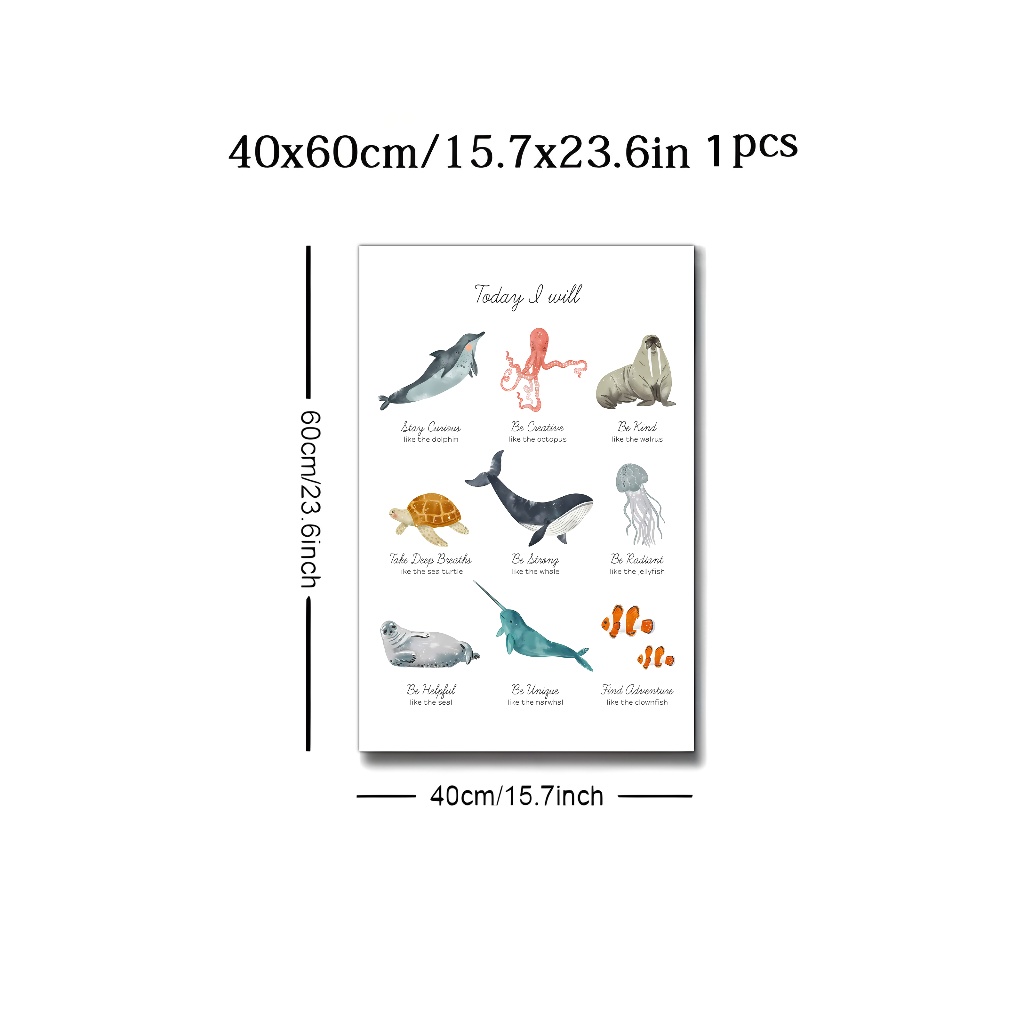 40x60cm/15.7x23.6in 1pcs
Today I will
Stay Curious
like the dolphin
Be Creative
like the octopus
Be Kind
like the walrus
60cm/23.6inch
Take Deep Breaths
like the sea turtle
Be Strong
like the whale
Be Radiant
like the jellyfish
Be Helpful
like the seal
Be Unique
like the narwhal
Find Adventure
like the clownfish
40cm/15.7inch